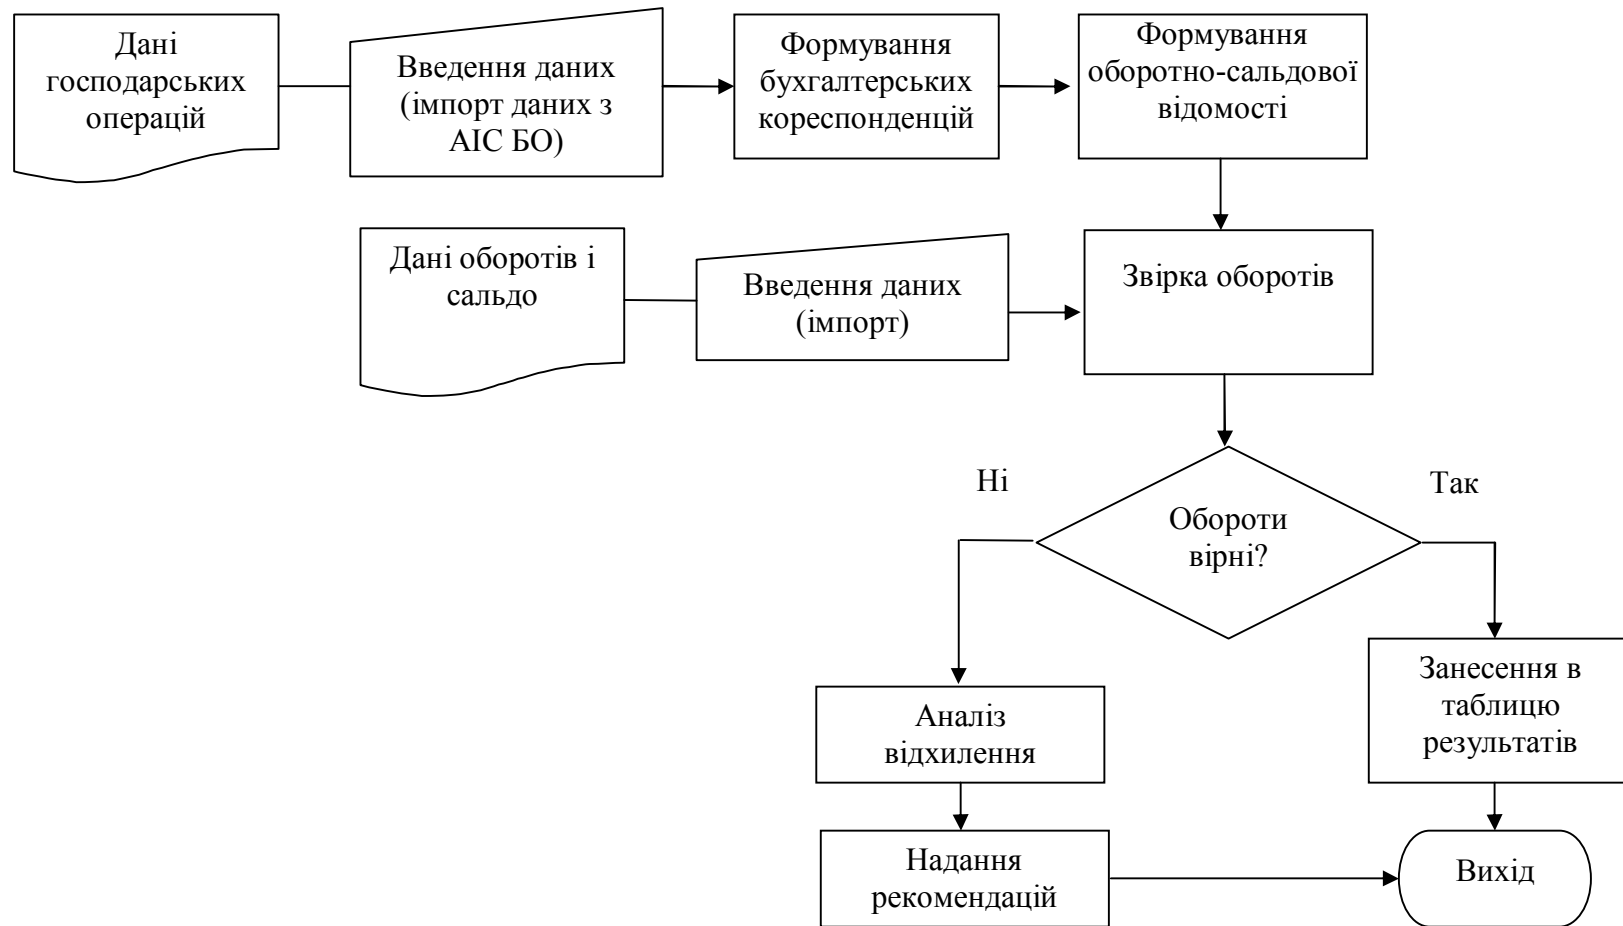 Дані
господарських
операцій
Введення даних
(імпорт даних з
АІС БО)
Формування
бухгалтерських
кореспонденцій
Формування
оборотно-сальдової
відомості
Дані оборотів і
сальдо
Введення даних
(імпорт)
Звірка оборотів
Ні
Так
Обороти
вірні?
Аналіз
відхилення
Занесення в
таблицю
результатів
Надання
рекомендацій
Вихід